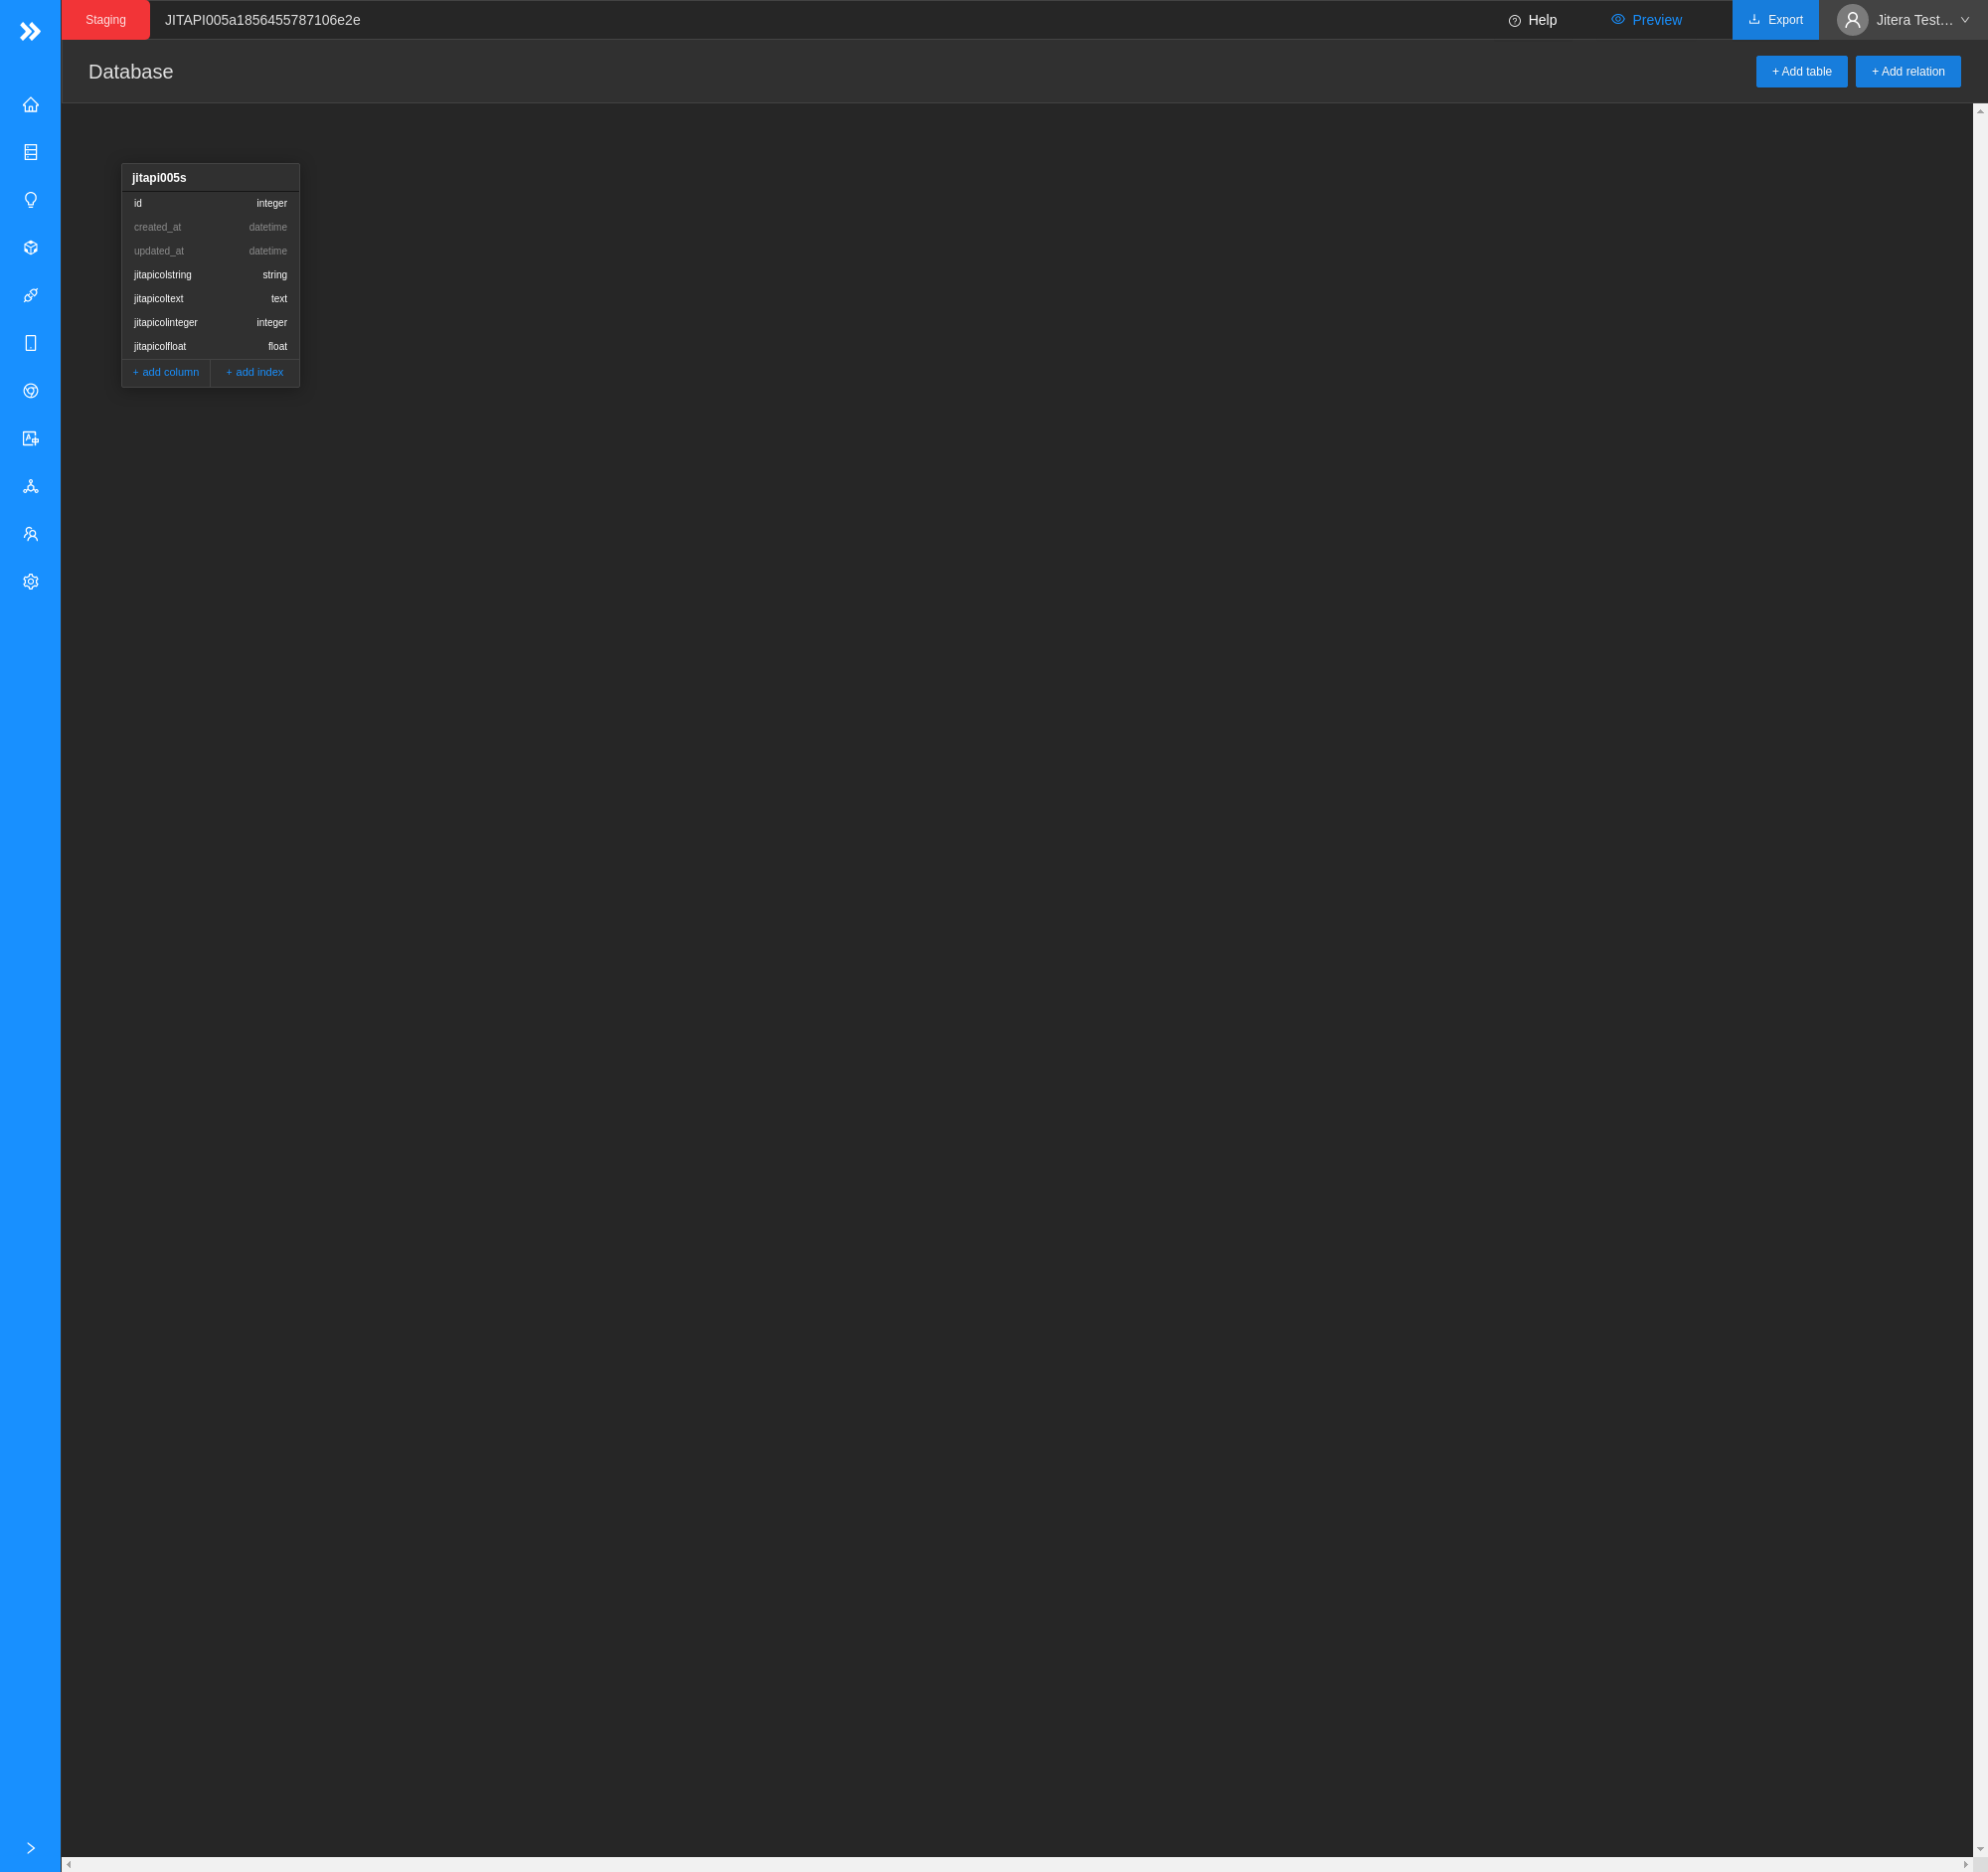 Staging JITAPI005a1856455787106e2e Help Preview Export Jitera Test...
Database + Add table + Add relation
jitapi005s
id integer
created_at datetime
updated_at datetime
jitapicolstring string
jitapicoltext text
jitapicolinteger integer
jitapicolfloat float
+ add column + add index